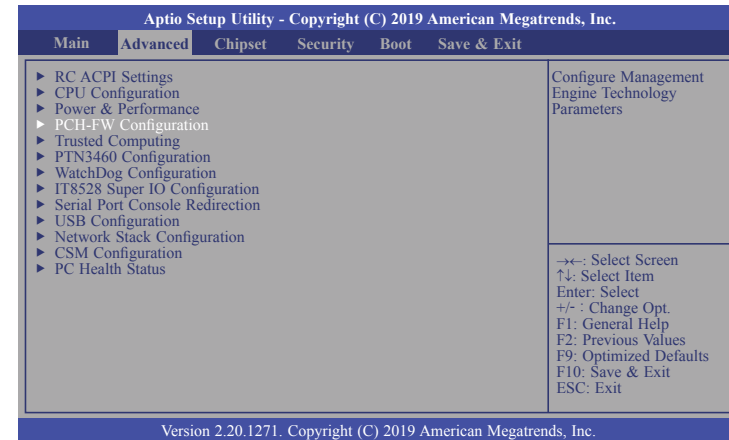 Aptio Setup Utility - Copyright (C) 2019 American Megatrends, Inc.
Main Advanced Chipset Security Boot Save & Exit
► RC ACPI Settings
► CPU Configuration
► Power & Performance
► PCH-FW Configuration
► Trusted Computing
► PTN3460 Configuration
► WatchDog Configuration
► IT8528 Super IO Configuration
► Serial Port Console Redirection
► USB Configuration
► Network Stack Configuration
► CSM Configuration
► PC Health Status
Configure Management
Engine Technology
Parameters
→←: Select Screen
↑↓: Select Item
Enter: Select
+/- : Change Opt.
F1: General Help
F2: Previous Values
F9: Optimized Defaults
F10: Save & Exit
ESC: Exit
Version 2.20.1271. Copyright (C) 2019 American Megatrends, Inc.